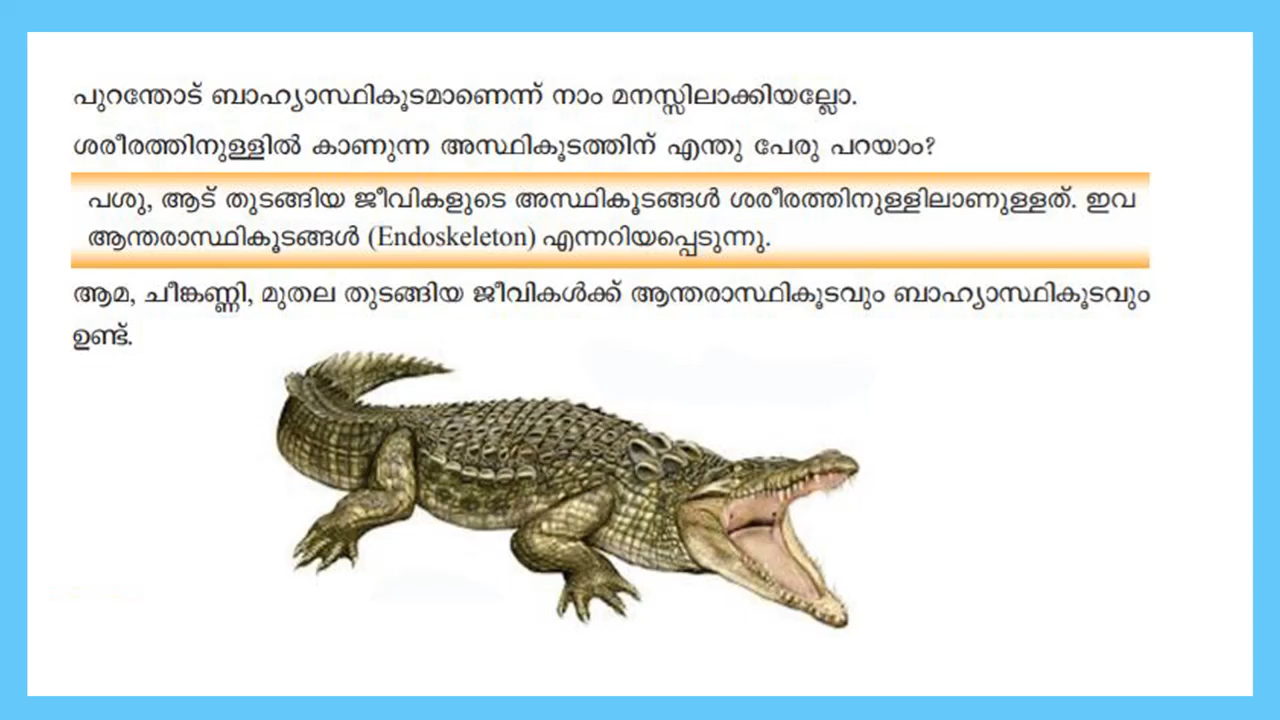 പുറന്തോട് ബാഹ്യാസ്ഥികൂടമാണെന്ന് നാം മനസ്സിലാക്കിയല്ലോ.
ശരീരത്തിനുള്ളിൽ കാണുന്ന അസ്ഥികൂടത്തിന് എന്തു പേരു പറയാം?
പശു, ആട് തുടങ്ങിയ ജീവികളുടെ അസ്ഥികൂടങ്ങൾ ശരീരത്തിനുള്ളിലാണുള്ളത്. ഇവ
ആന്തരാസ്ഥികൂടങ്ങൾ (Endoskeleton) എന്നറിയപ്പെടുന്നു.
ആമ, ചീങ്കണ്ണി, മുതല തുടങ്ങിയ ജീവികൾക്ക് ആന്തരാസ്ഥികൂടവും ബാഹ്യാസ്ഥികൂടവും
ഉണ്ട്.